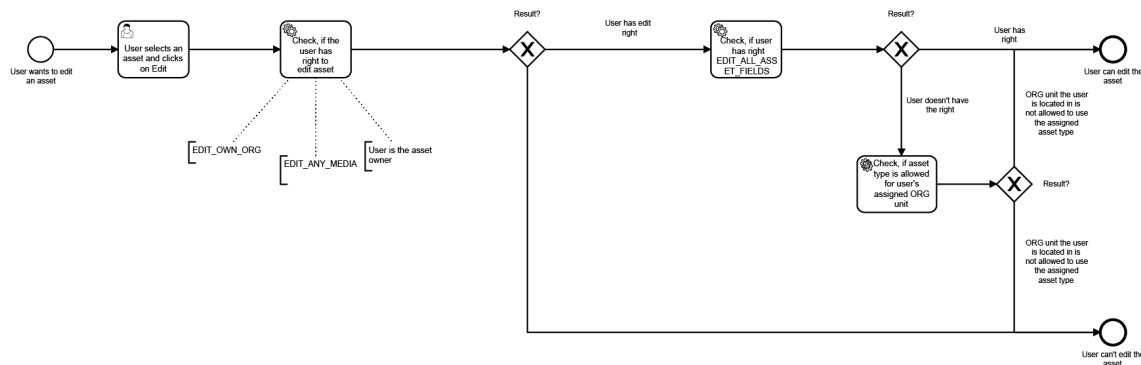 User wants to edit
an asset
User selects an
asset and clicks
on Edit
Check, if the
user has
right to
edit asset
EDIT_OWN_ORG
EDIT_ANY_MEDIA
User is the asset
owner
Result?
User has edit
right
Check, if user
has right
EDIT_ALL_ASS
ET_FIELDS
Result?
User has
right
User can edit the
asset
User doesn't have
the right
ORG unit the user
is located in is
not allowed to use
the assigned
asset type
Check, if asset
type is allowed
for user's
assigned ORG
unit
Result?
ORG unit the user
is located in is
not allowed to use
the assigned
asset type
User can't edit the
asset